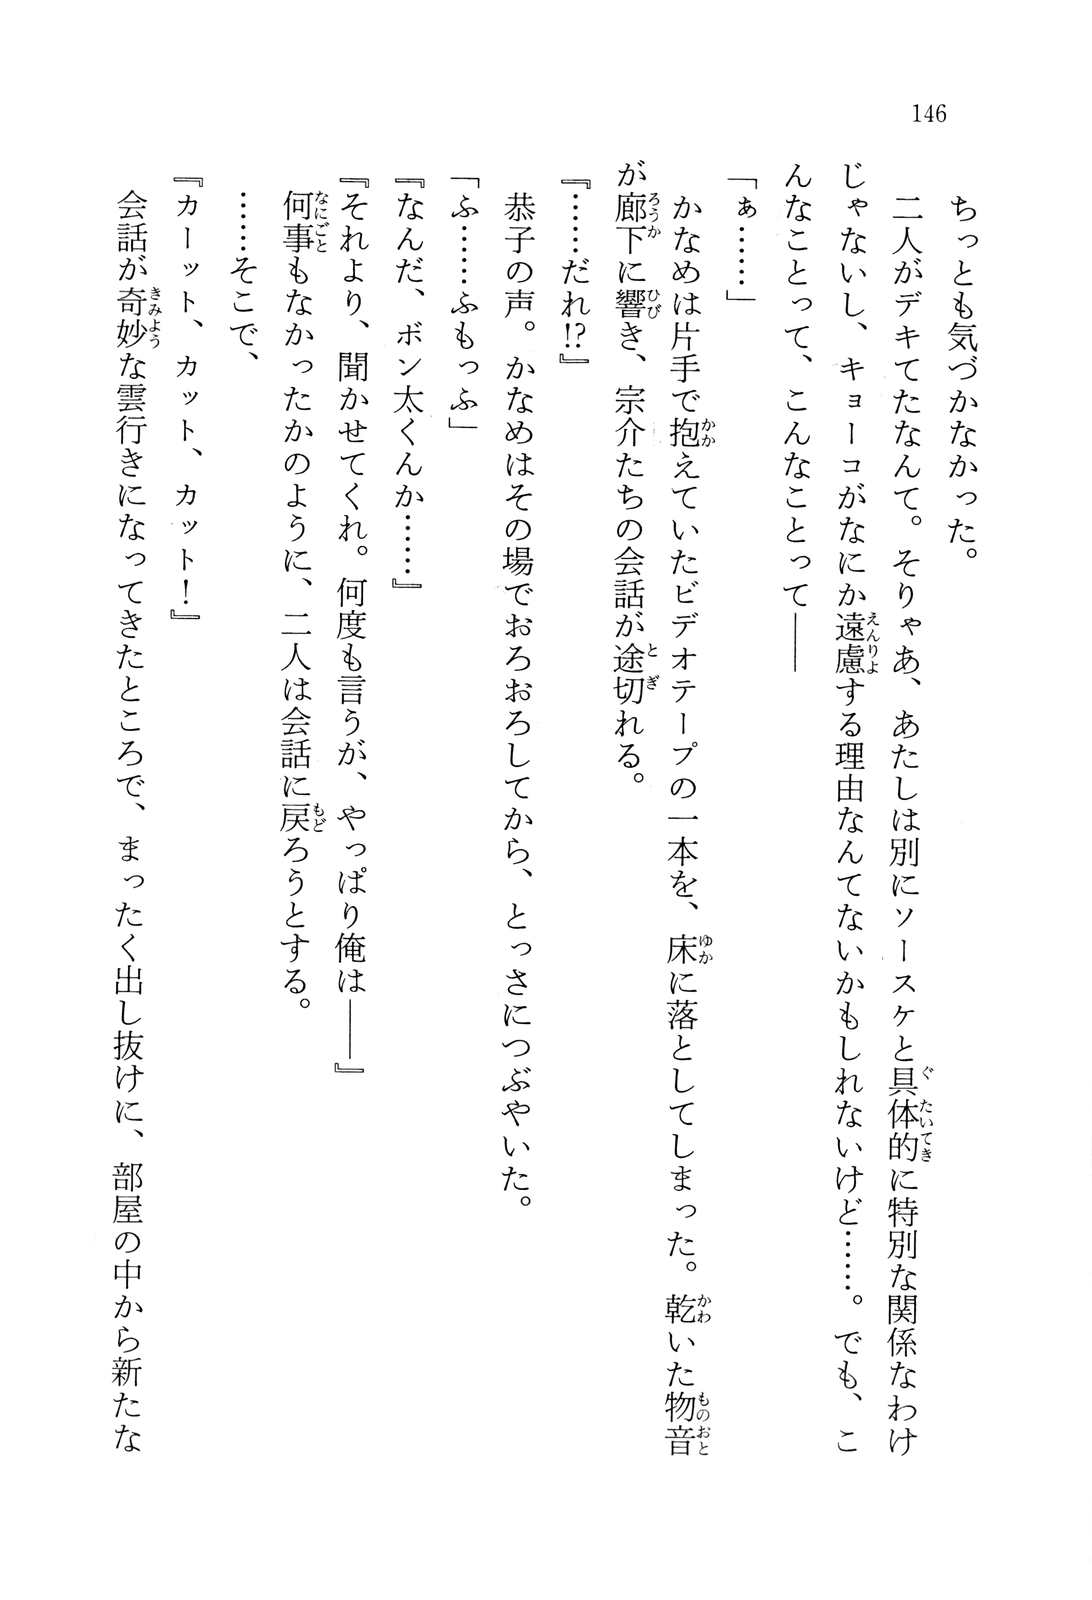 146
ちっとも気づかなかった。
二人がデキてたなんて。そりゃあ、あたしは別にソースケと具体的に特別な関係なわけ
じゃないし、キョーコがなにか遠慮する理由なんてないかもしれないけど……。でも、こ
んなことって、こんなことって――
「ぁ……」
かなめは片手で抱えていたビデオテープの一本を、床に落としてしまった。乾いた物音
が廊下に響き、宗介たちの会話が途切れる。
『……だれ!?』
恭子の声。かなめはその場でおろおろしてから、とっさにつぶやいた。
「ふ……ふもっふ」
『なんだ、ボン太くんか……』
『それより、聞かせてくれ。何度も言うが、やっぱり俺は――』
何事もなかったかのように、二人は会話に戻ろうとする。
……そこで、
『カーット、カット、カット!』
会話が奇妙な雲行きになってきたところで、まったく出し抜けに、部屋の中から新たな